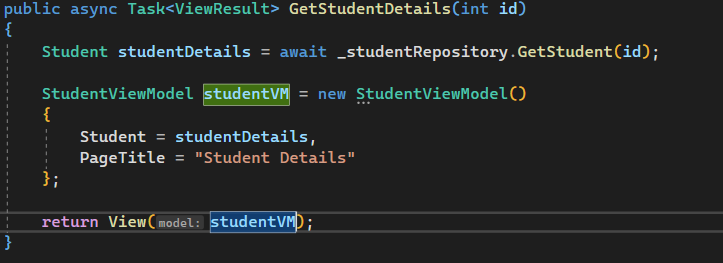 public async Task<ViewResult> GetStudentDetails(int id)
{
Student studentDetails = await _studentRepository.GetStudent(id);
StudentViewModel studentVM = new StudentViewModel()
{
Student = studentDetails,
PageTitle = "Student Details"
};
return View(model: studentVM);
}